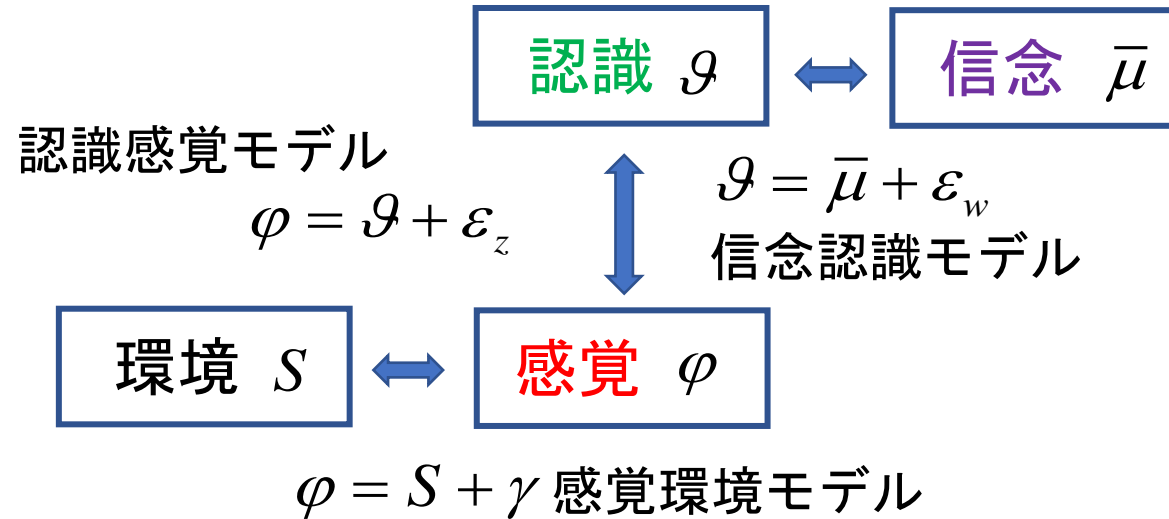 認識 ϑ
信念 μ̄
認識感覚モデル
φ = ϑ + ε_z
ϑ = μ̄ + ε_w
信念認識モデル
環境 S
感覚 φ
φ = S + γ 感覚環境モデル